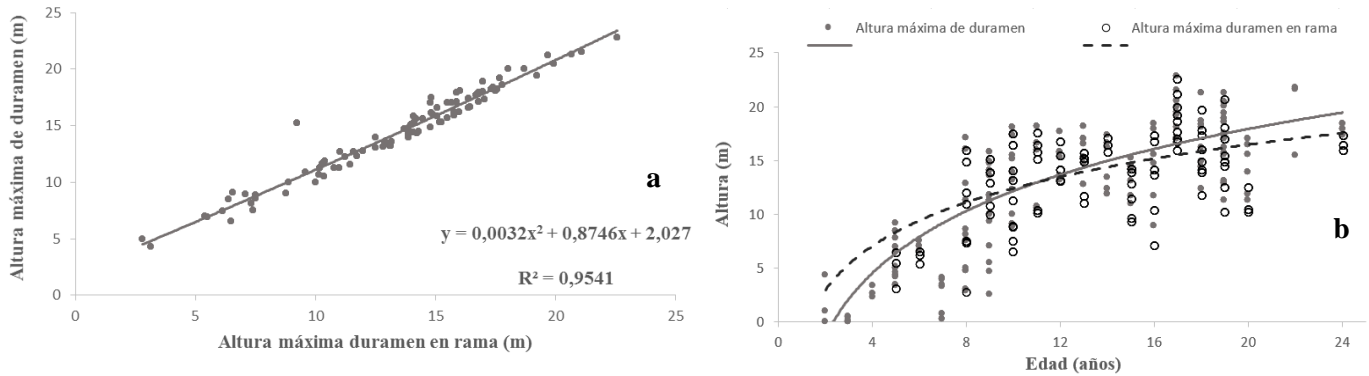 Altura máxima de duramen (m)
25
20
15
10
5
0
0 5 10 15 20 25
Altura máxima duramen en rama (m)
a
y = 0,0032x² + 0,8746x + 2,027
R² = 0,9541
Altura máxima de duramen
Altura máxima duramen en rama
Altura (m)
25
20
15
10
5
0
0 4 8 12 16 20 24
Edad (años)
b